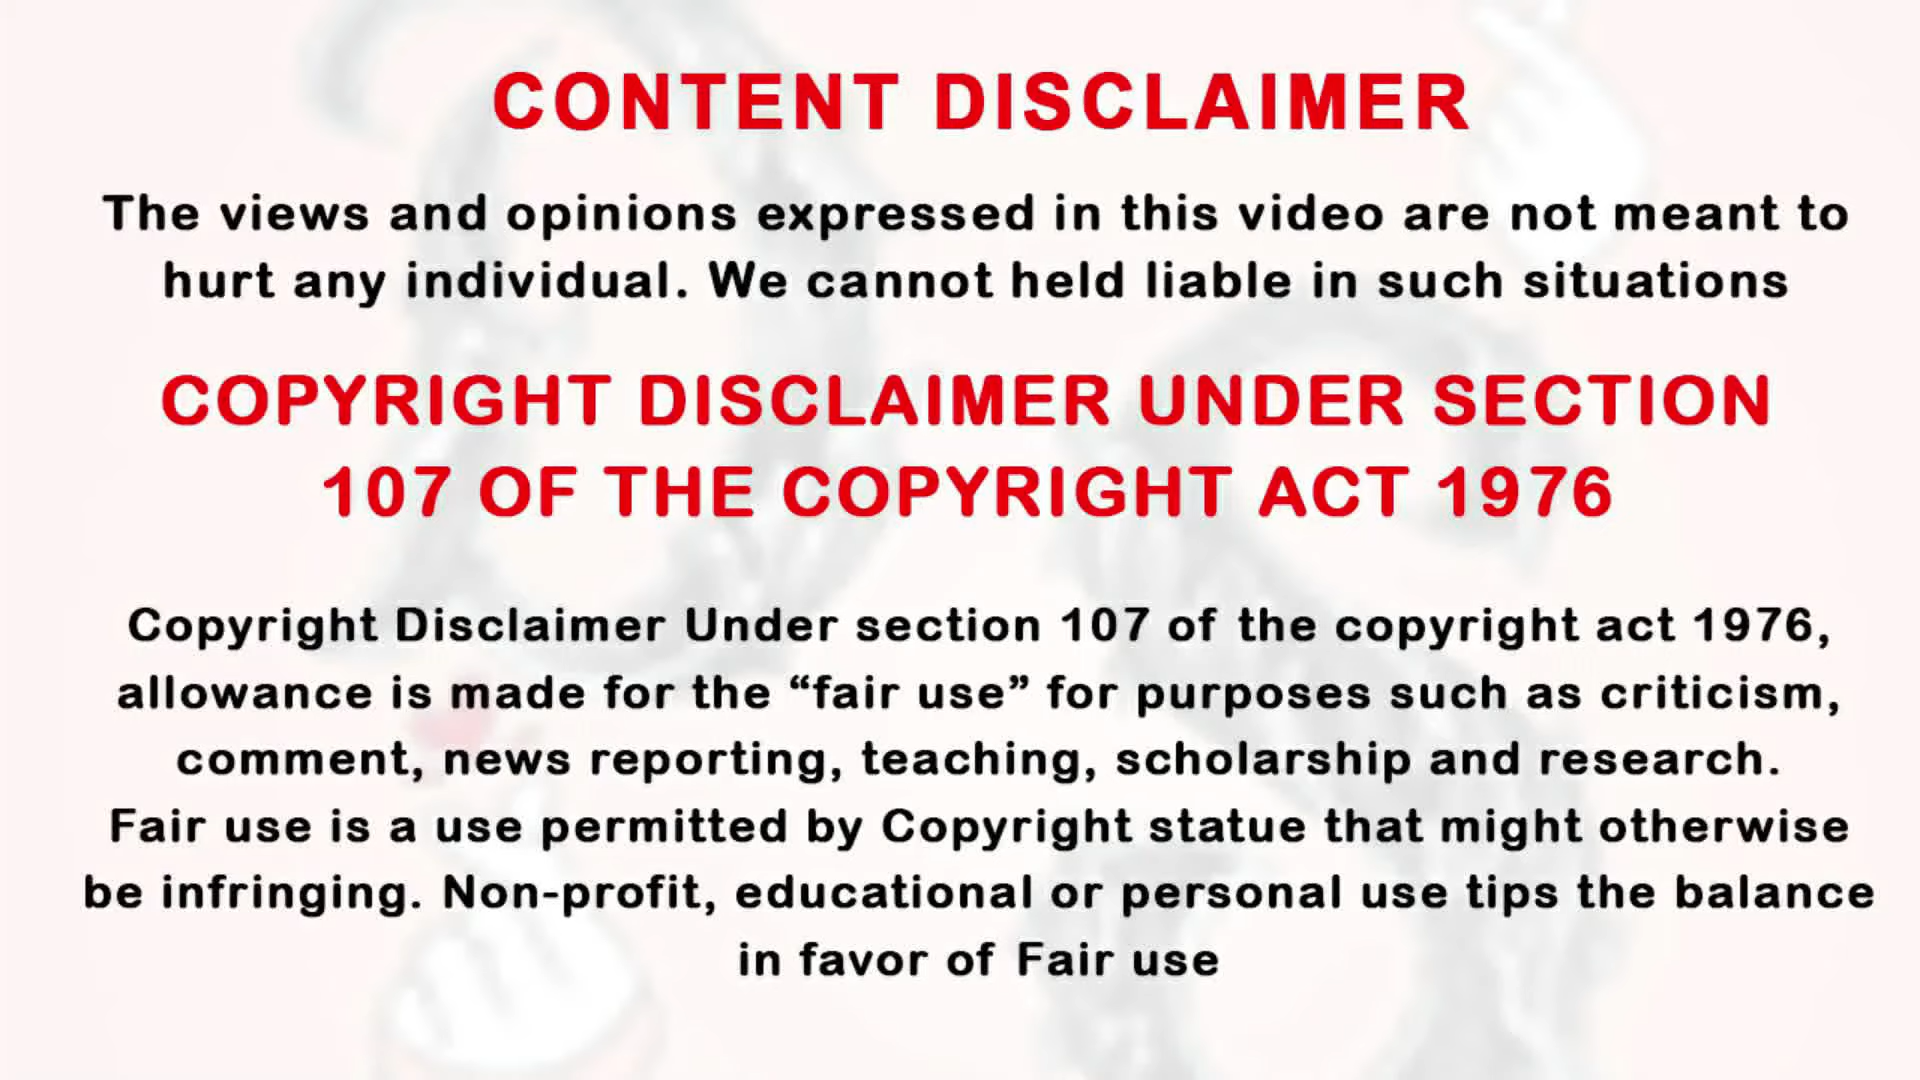 CONTENT DISCLAIMER
The views and opinions expressed in this video are not meant to
hurt any individual. We cannot held liable in such situations
COPYRIGHT DISCLAIMER UNDER SECTION
107 OF THE COPYRIGHT ACT 1976
Copyright Disclaimer Under section 107 of the copyright act 1976,
allowance is made for the “fair use” for purposes such as criticism,
comment, news reporting, teaching, scholarship and research.
Fair use is a use permitted by Copyright statue that might otherwise
be infringing. Non-profit, educational or personal use tips the balance
in favor of Fair use